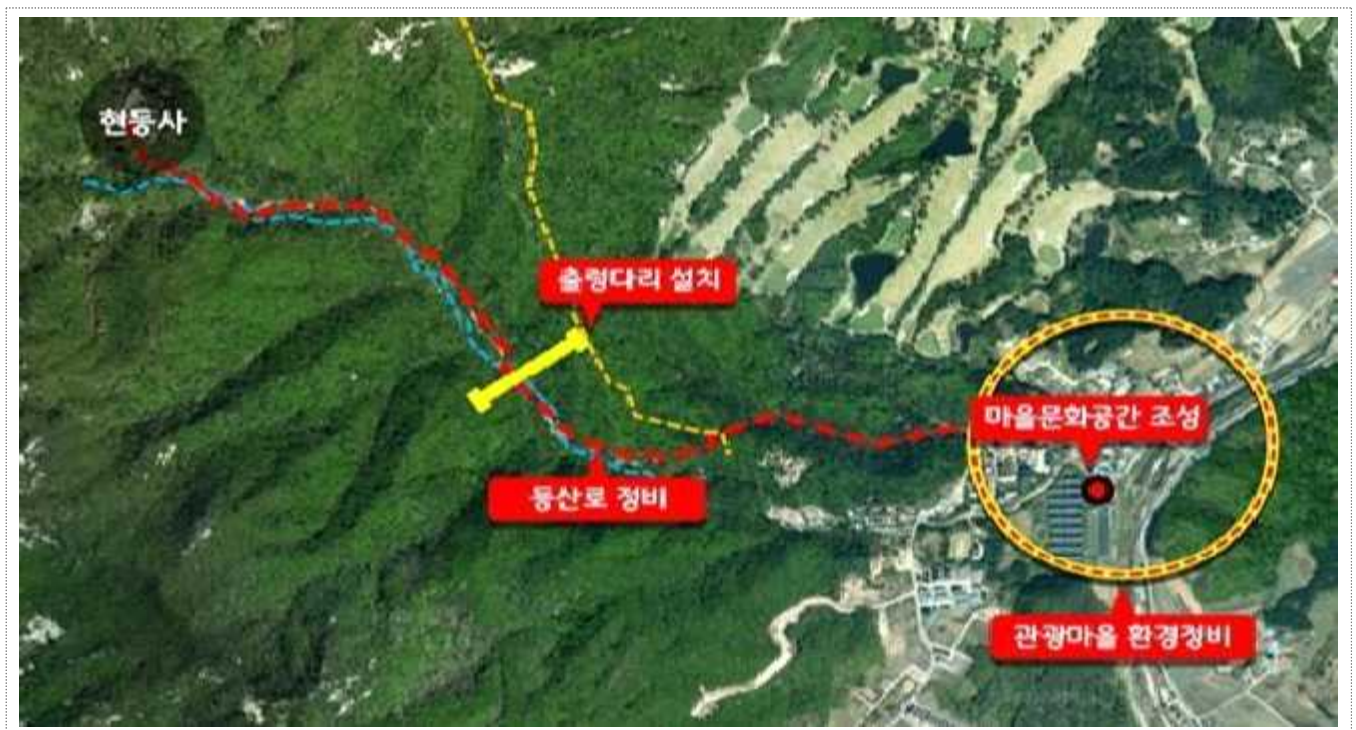 현등사
출렁다리 설치
마을문화공간 조성
등산로 정비
관광마을 환경정비